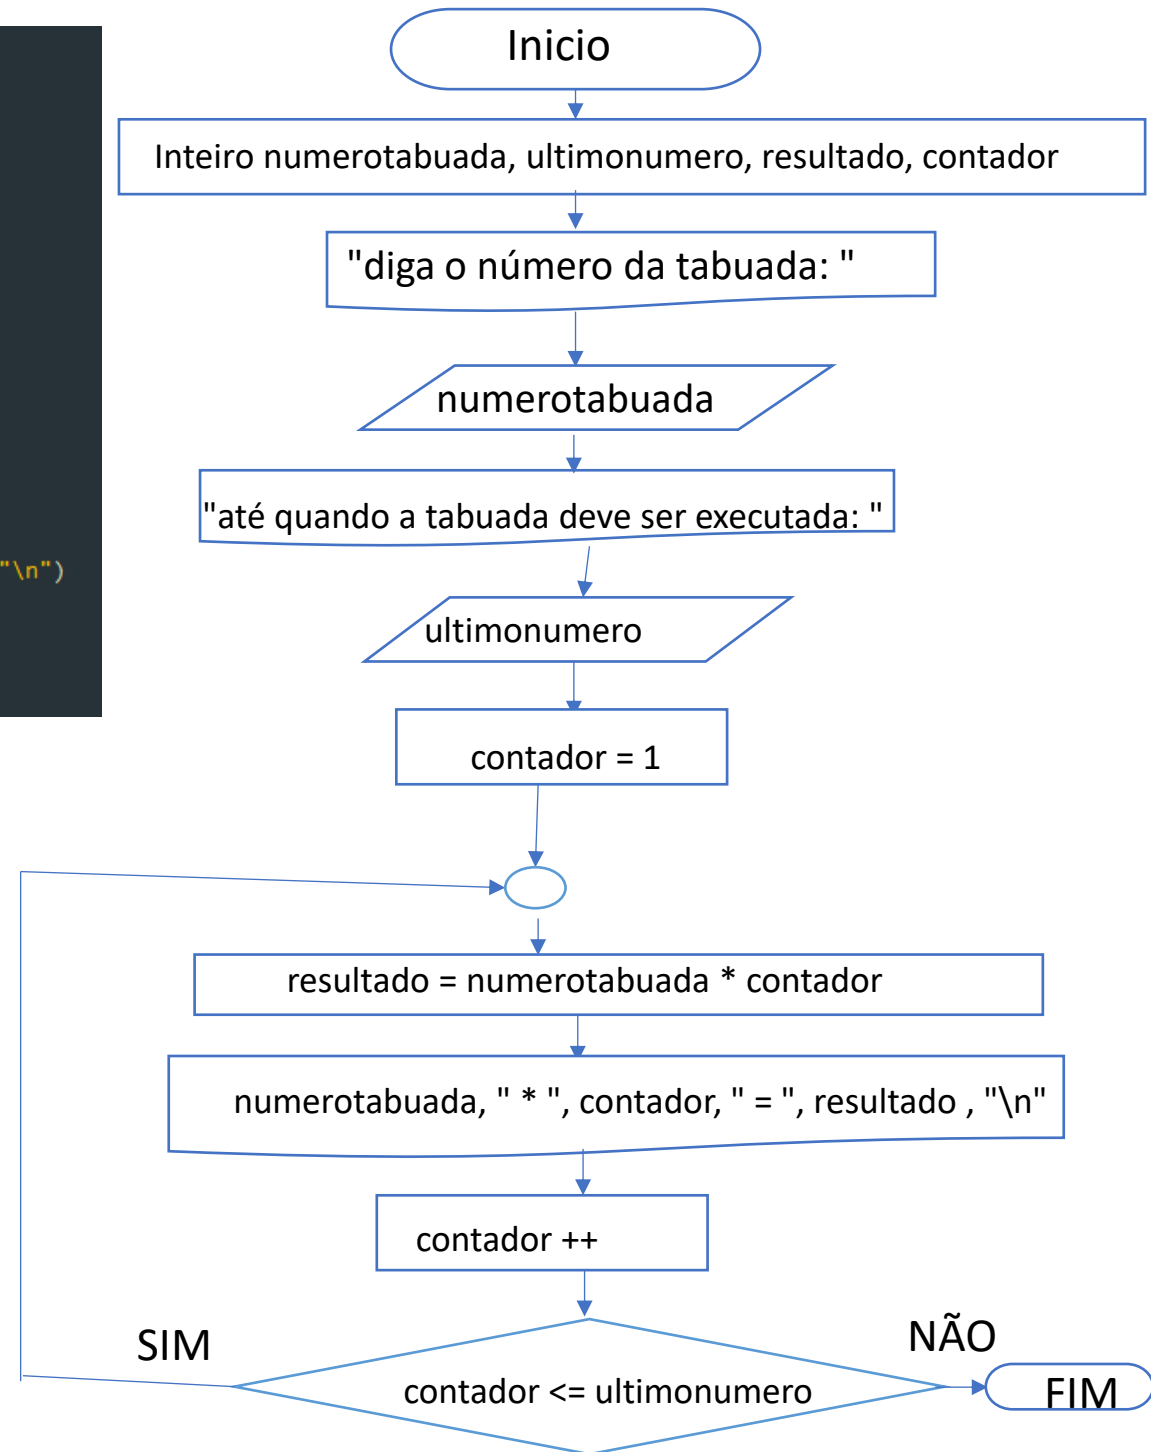 Inicio
Inteiro numerotabuada, ultimonumero, resultado, contador
"diga o número da tabuada: "
numerotabuada
"até quando a tabuada deve ser executada: "
"\n")
ultimonumero
contador = 1
resultado = numerotabuada * contador
numerotabuada, " * ", contador, " = ", resultado , "\n"
contador ++
SIM
NÃO
contador <= ultimonumero
FIM